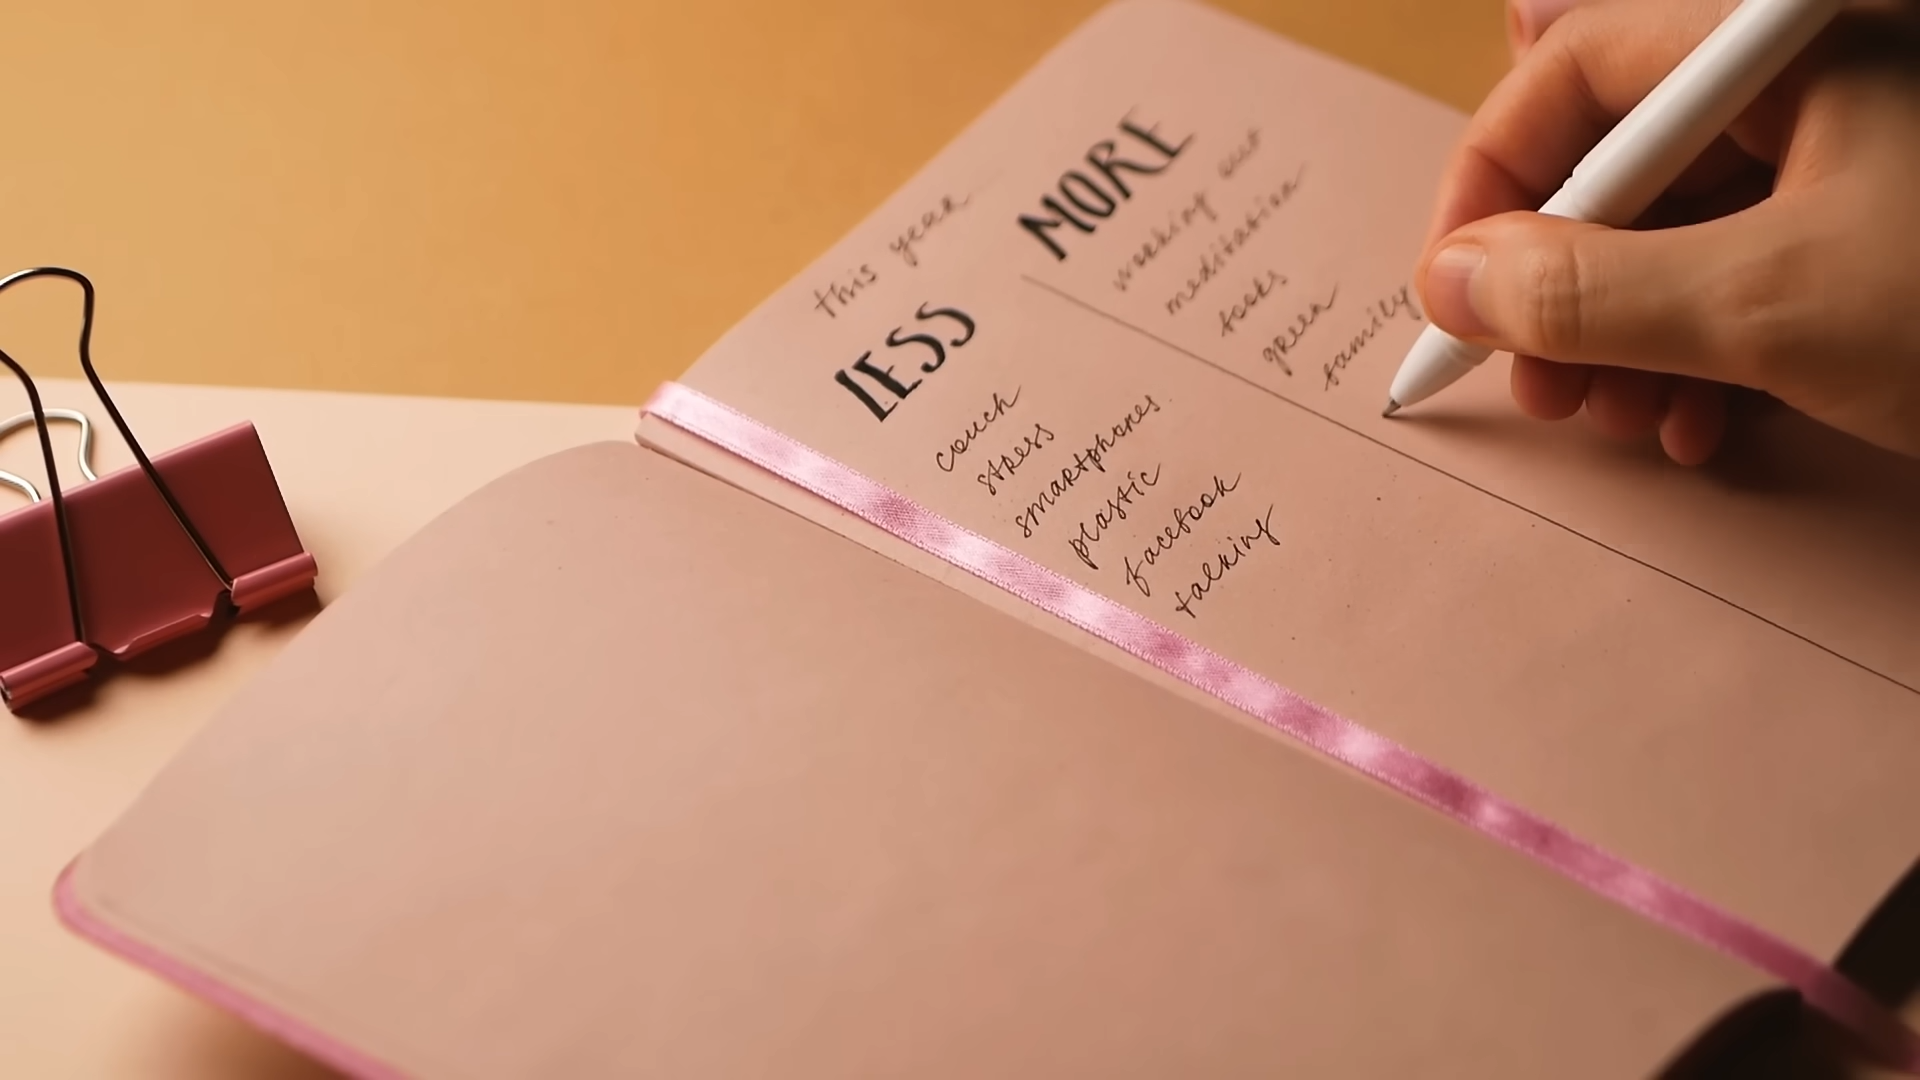 this year
LESS
couch
stress
smartphones
plastic
facebook
talking
MORE
working out
meditation
books
green
family